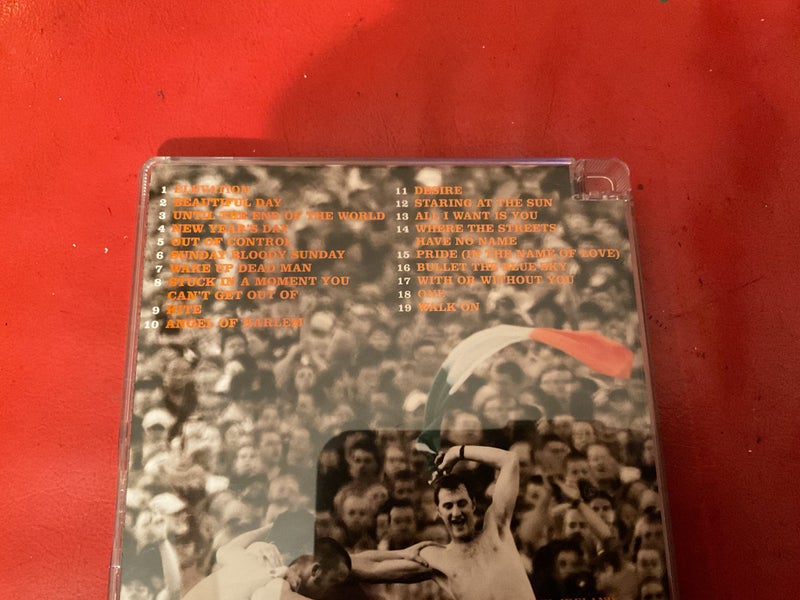 1 ELEVATION
2 BEAUTIFUL DAY
3 UNTIL THE END OF THE WORLD
4 NEW YEAR'S DAY
5 OUT OF CONTROL
6 SUNDAY BLOODY SUNDAY
7 WAKE UP DEAD MAN
8 STUCK IN A MOMENT YOU
CAN'T GET OUT OF
9 KITE
10 ANGEL OF HARLEM
11 DESIRE
12 STARING AT THE SUN
13 ALL I WANT IS YOU
14 WHERE THE STREETS
HAVE NO NAME
15 PRIDE (IN THE NAME OF LOVE)
16 BULLET THE BLUE SKY
17 WITH OR WITHOUT YOU
18 ONE
19 WALK ON